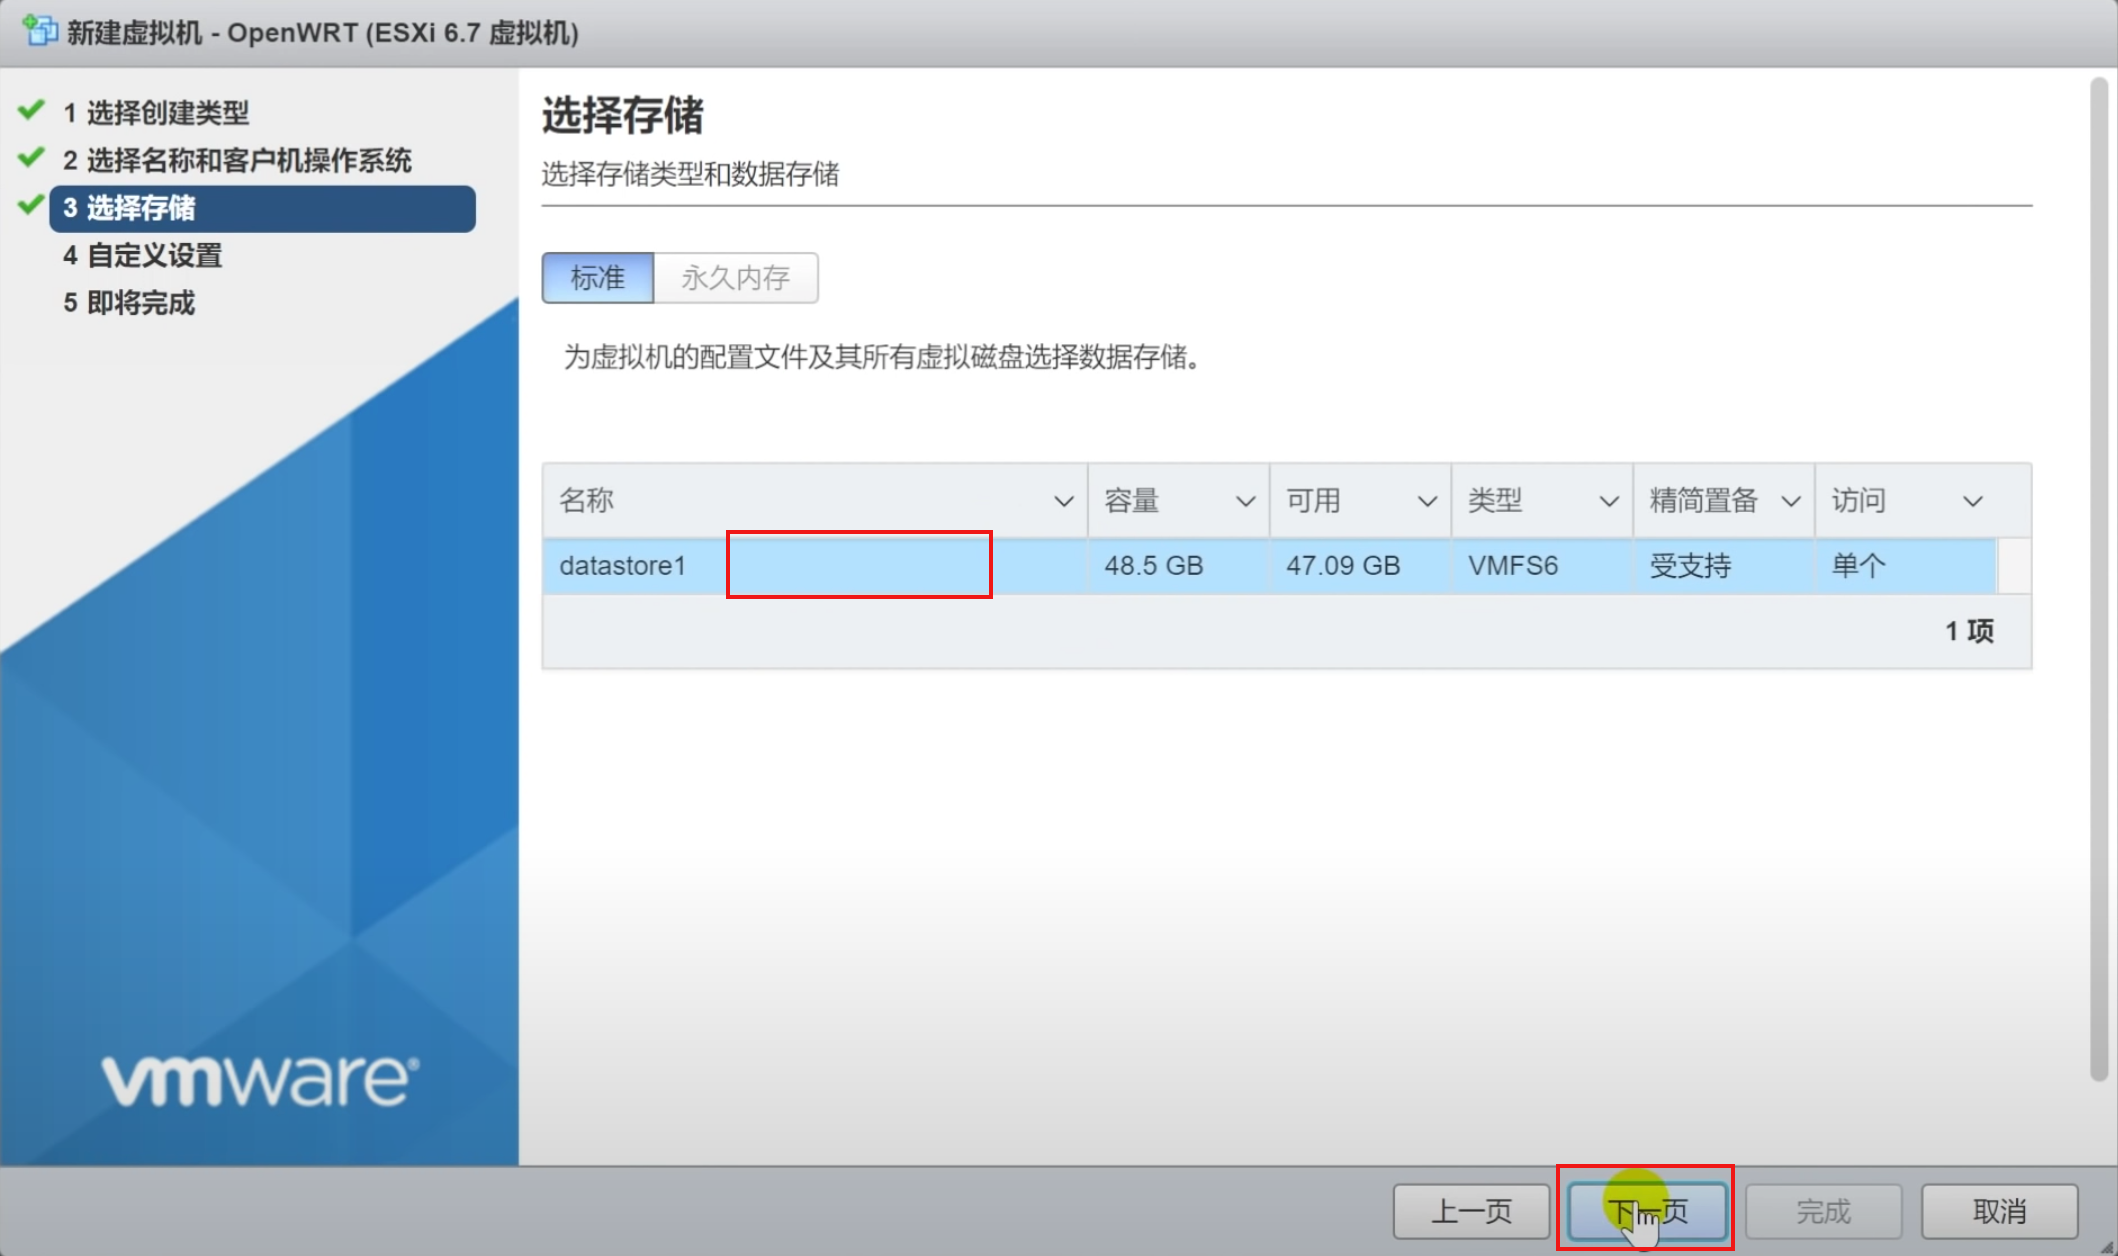 新建虚拟机 - OpenWRT (ESXi 6.7 虚拟机)
1 选择创建类型
2 选择名称和客户机操作系统
3 选择存储
4 自定义设置
5 即将完成
vmware®
选择存储
选择存储类型和数据存储
标准 永久内存
为虚拟机的配置文件及其所有虚拟磁盘选择数据存储。
名称 容量 可用 类型 精简置备 访问
datastore1 48.5 GB 47.09 GB VMFS6 受支持 单个
1 项
上一页 下一页 完成 取消